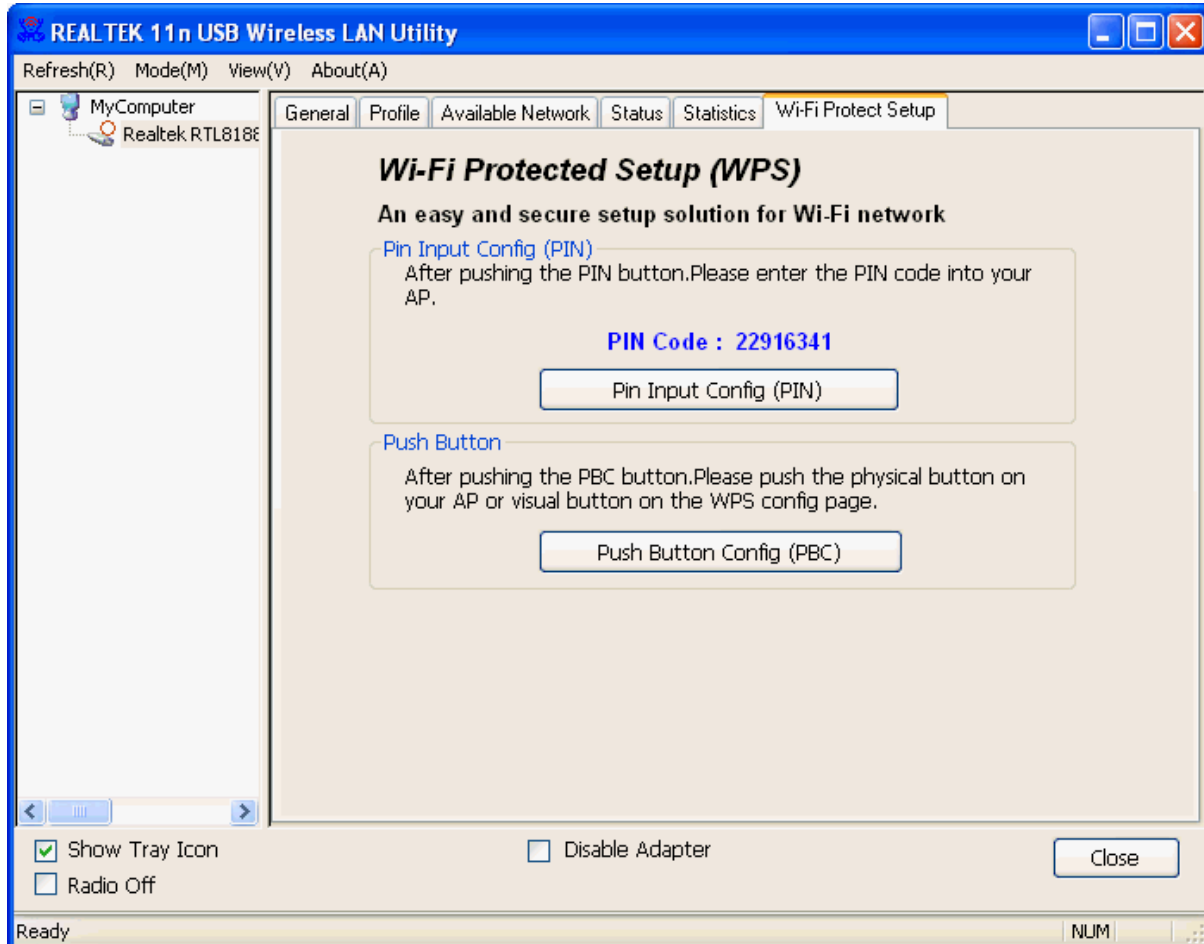 REALTEK 11n USB Wireless LAN Utility
Refresh(R) Mode(M) View(V) About(A)
MyComputer
Realtek RTL8188
General Profile Available Network Status Statistics Wi-Fi Protect Setup
Wi-Fi Protected Setup (WPS)
An easy and secure setup solution for Wi-Fi network
Pin Input Config (PIN)
After pushing the PIN button.Please enter the PIN code into your
AP.
PIN Code : 22916341
Pin Input Config (PIN)
Push Button
After pushing the PBC button.Please push the physical button on
your AP or visual button on the WPS config page.
Push Button Config (PBC)
Show Tray Icon
Disable Adapter
Close
Radio Off
Ready
NUM